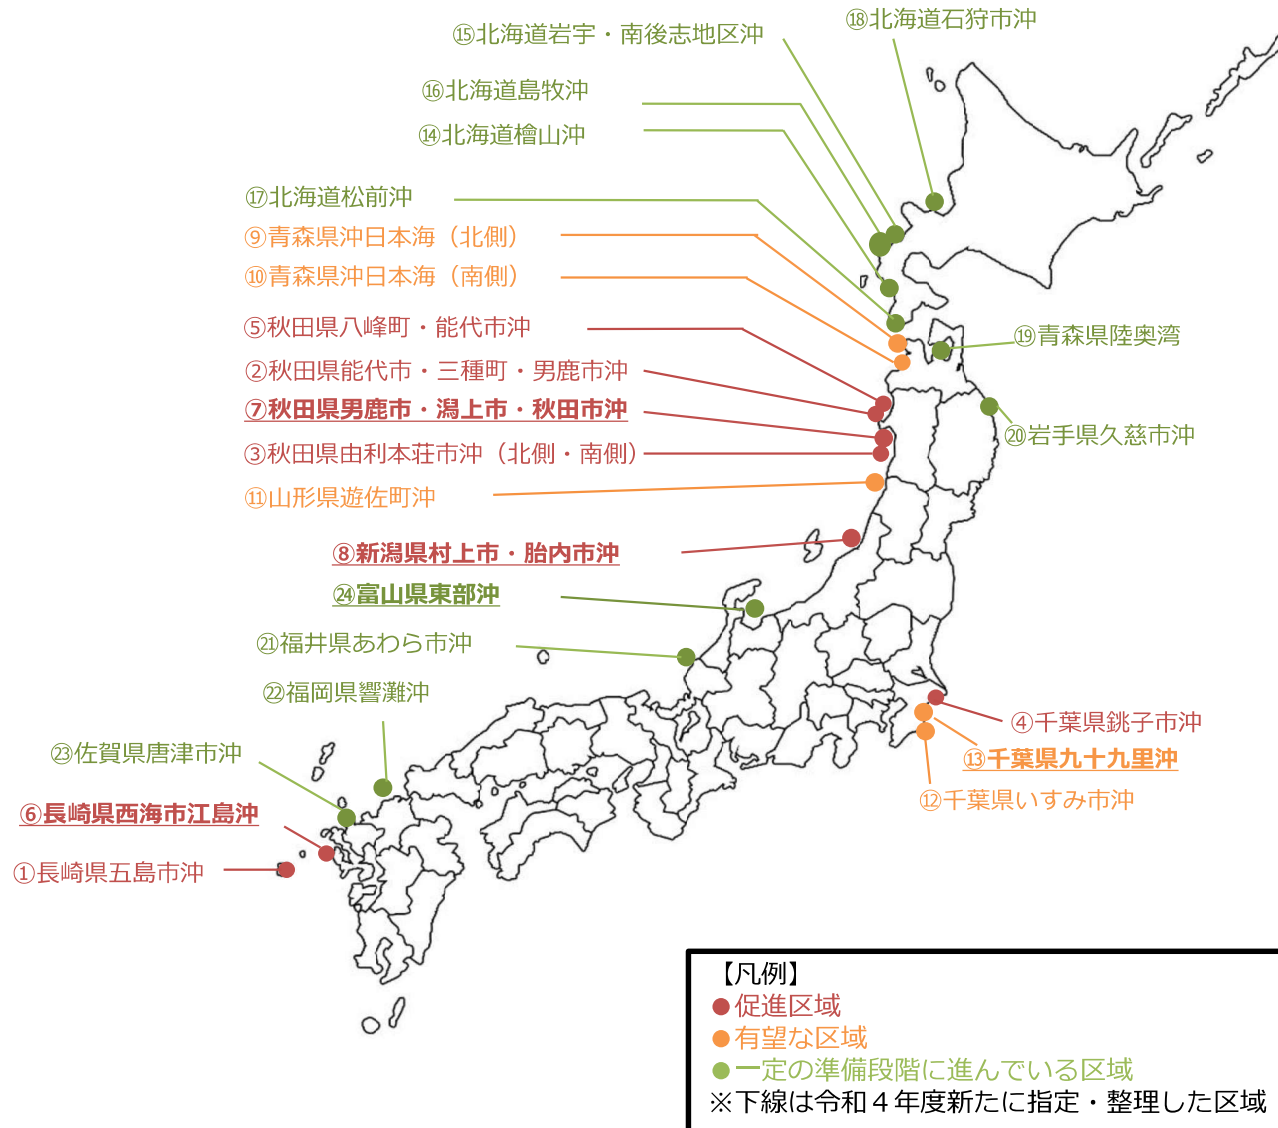 ⑱北海道石狩市沖
⑮北海道岩宇・南後志地区沖
⑯北海道島牧沖
⑭北海道檜山沖
⑰北海道松前沖
⑨青森県沖日本海（北側）
⑩青森県沖日本海（南側）
⑤秋田県八峰町・能代市沖
⑲青森県陸奥湾
②秋田県能代市・三種町・男鹿市沖
⑦秋田県男鹿市・潟上市・秋田市沖
⑳岩手県久慈市沖
③秋田県由利本荘市沖（北側・南側）
⑪山形県遊佐町沖
⑧新潟県村上市・胎内市沖
㉔富山県東部沖
㉑福井県あわら市沖
㉒福岡県響灘沖
④千葉県銚子市沖
㉓佐賀県唐津市沖
⑬千葉県九十九里沖
⑫千葉県いすみ市沖
⑥長崎県西海市江島沖
①長崎県五島市沖
【凡例】
●促進区域
●有望な区域
●一定の準備段階に進んでいる区域
※下線は令和４年度新たに指定・整理した区域